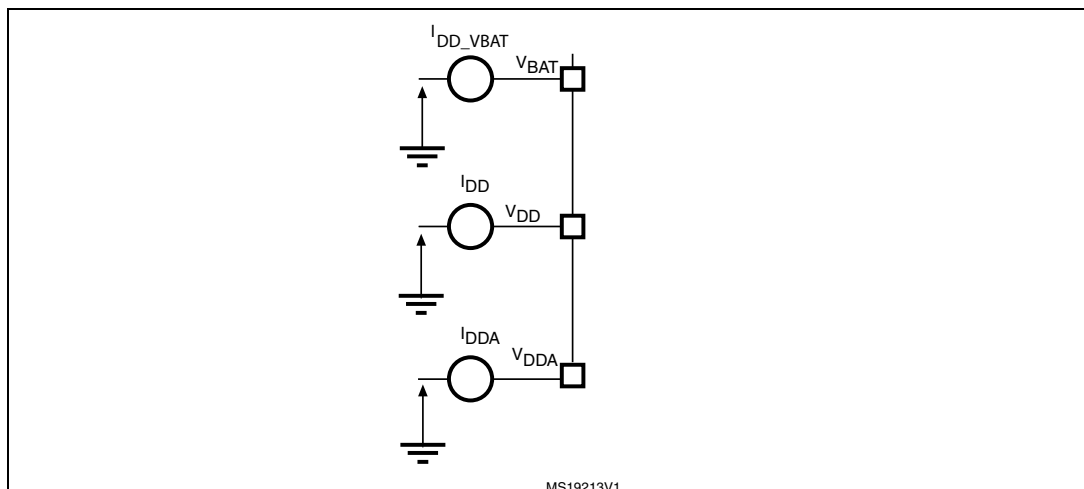 I_DD_VBAT
V_BAT
I_DD
V_DD
I_DDA
V_DDA
MS19213V1